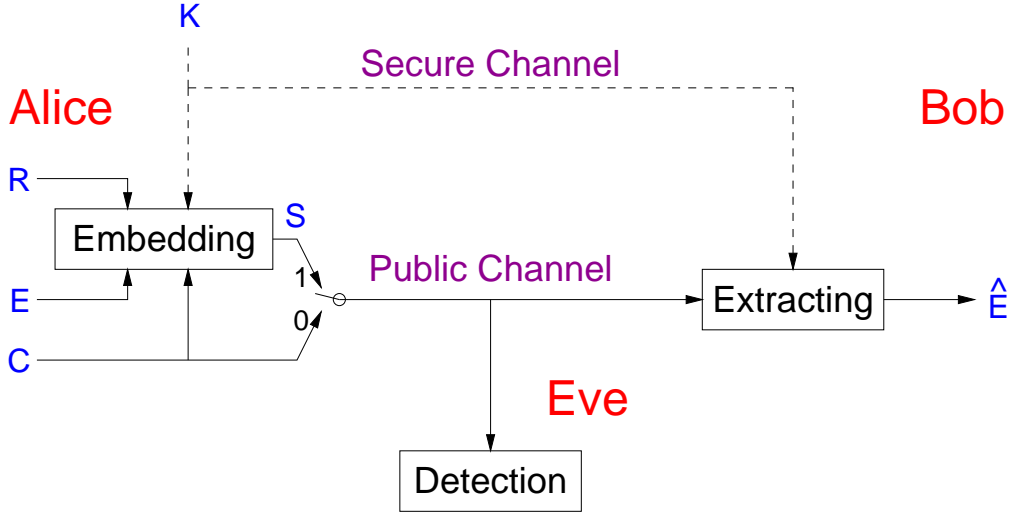 K
Secure Channel
Alice
Bob
R
Embedding
S
E
1
Public Channel
0
Extracting
Ê
C
Eve
Detection